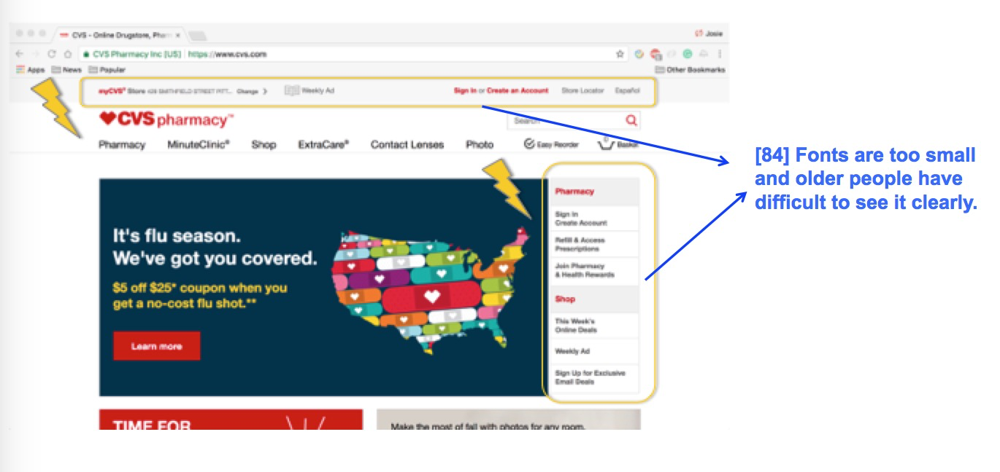 CVS - Online Drugstore, Pharm
Josie
CVS Pharmacy Inc [US] | https://www.cvs.com
Apps News Popular Other Bookmarks
myCVS® Store SMITHFIELD STREET PITT... Change Weekly Ad Sign In or Create an Account Store Locator Español
CVS pharmacy™
Search
Pharmacy MinuteClinic® Shop ExtraCare® Contact Lenses Photo Easy Reorder 0 Basket
[84] Fonts are too small
and older people have
difficult to see it clearly.
It's flu season.
We've got you covered.
$5 off $25* coupon when you
get a no-cost flu shot.**
Learn more
Pharmacy
Sign In
Create Account
Refill & Access
Prescriptions
Join Pharmacy
& Health Rewards
Shop
This Week's
Online Deals
Weekly Ad
Sign Up for Exclusive
Email Deals
TIME FOR
Make the most of fall with photos for any room.